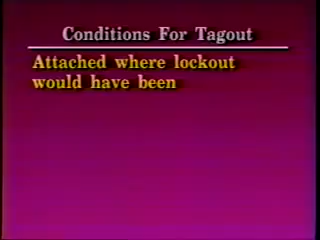 Conditions For Tagout
Attached where lockout
would have been